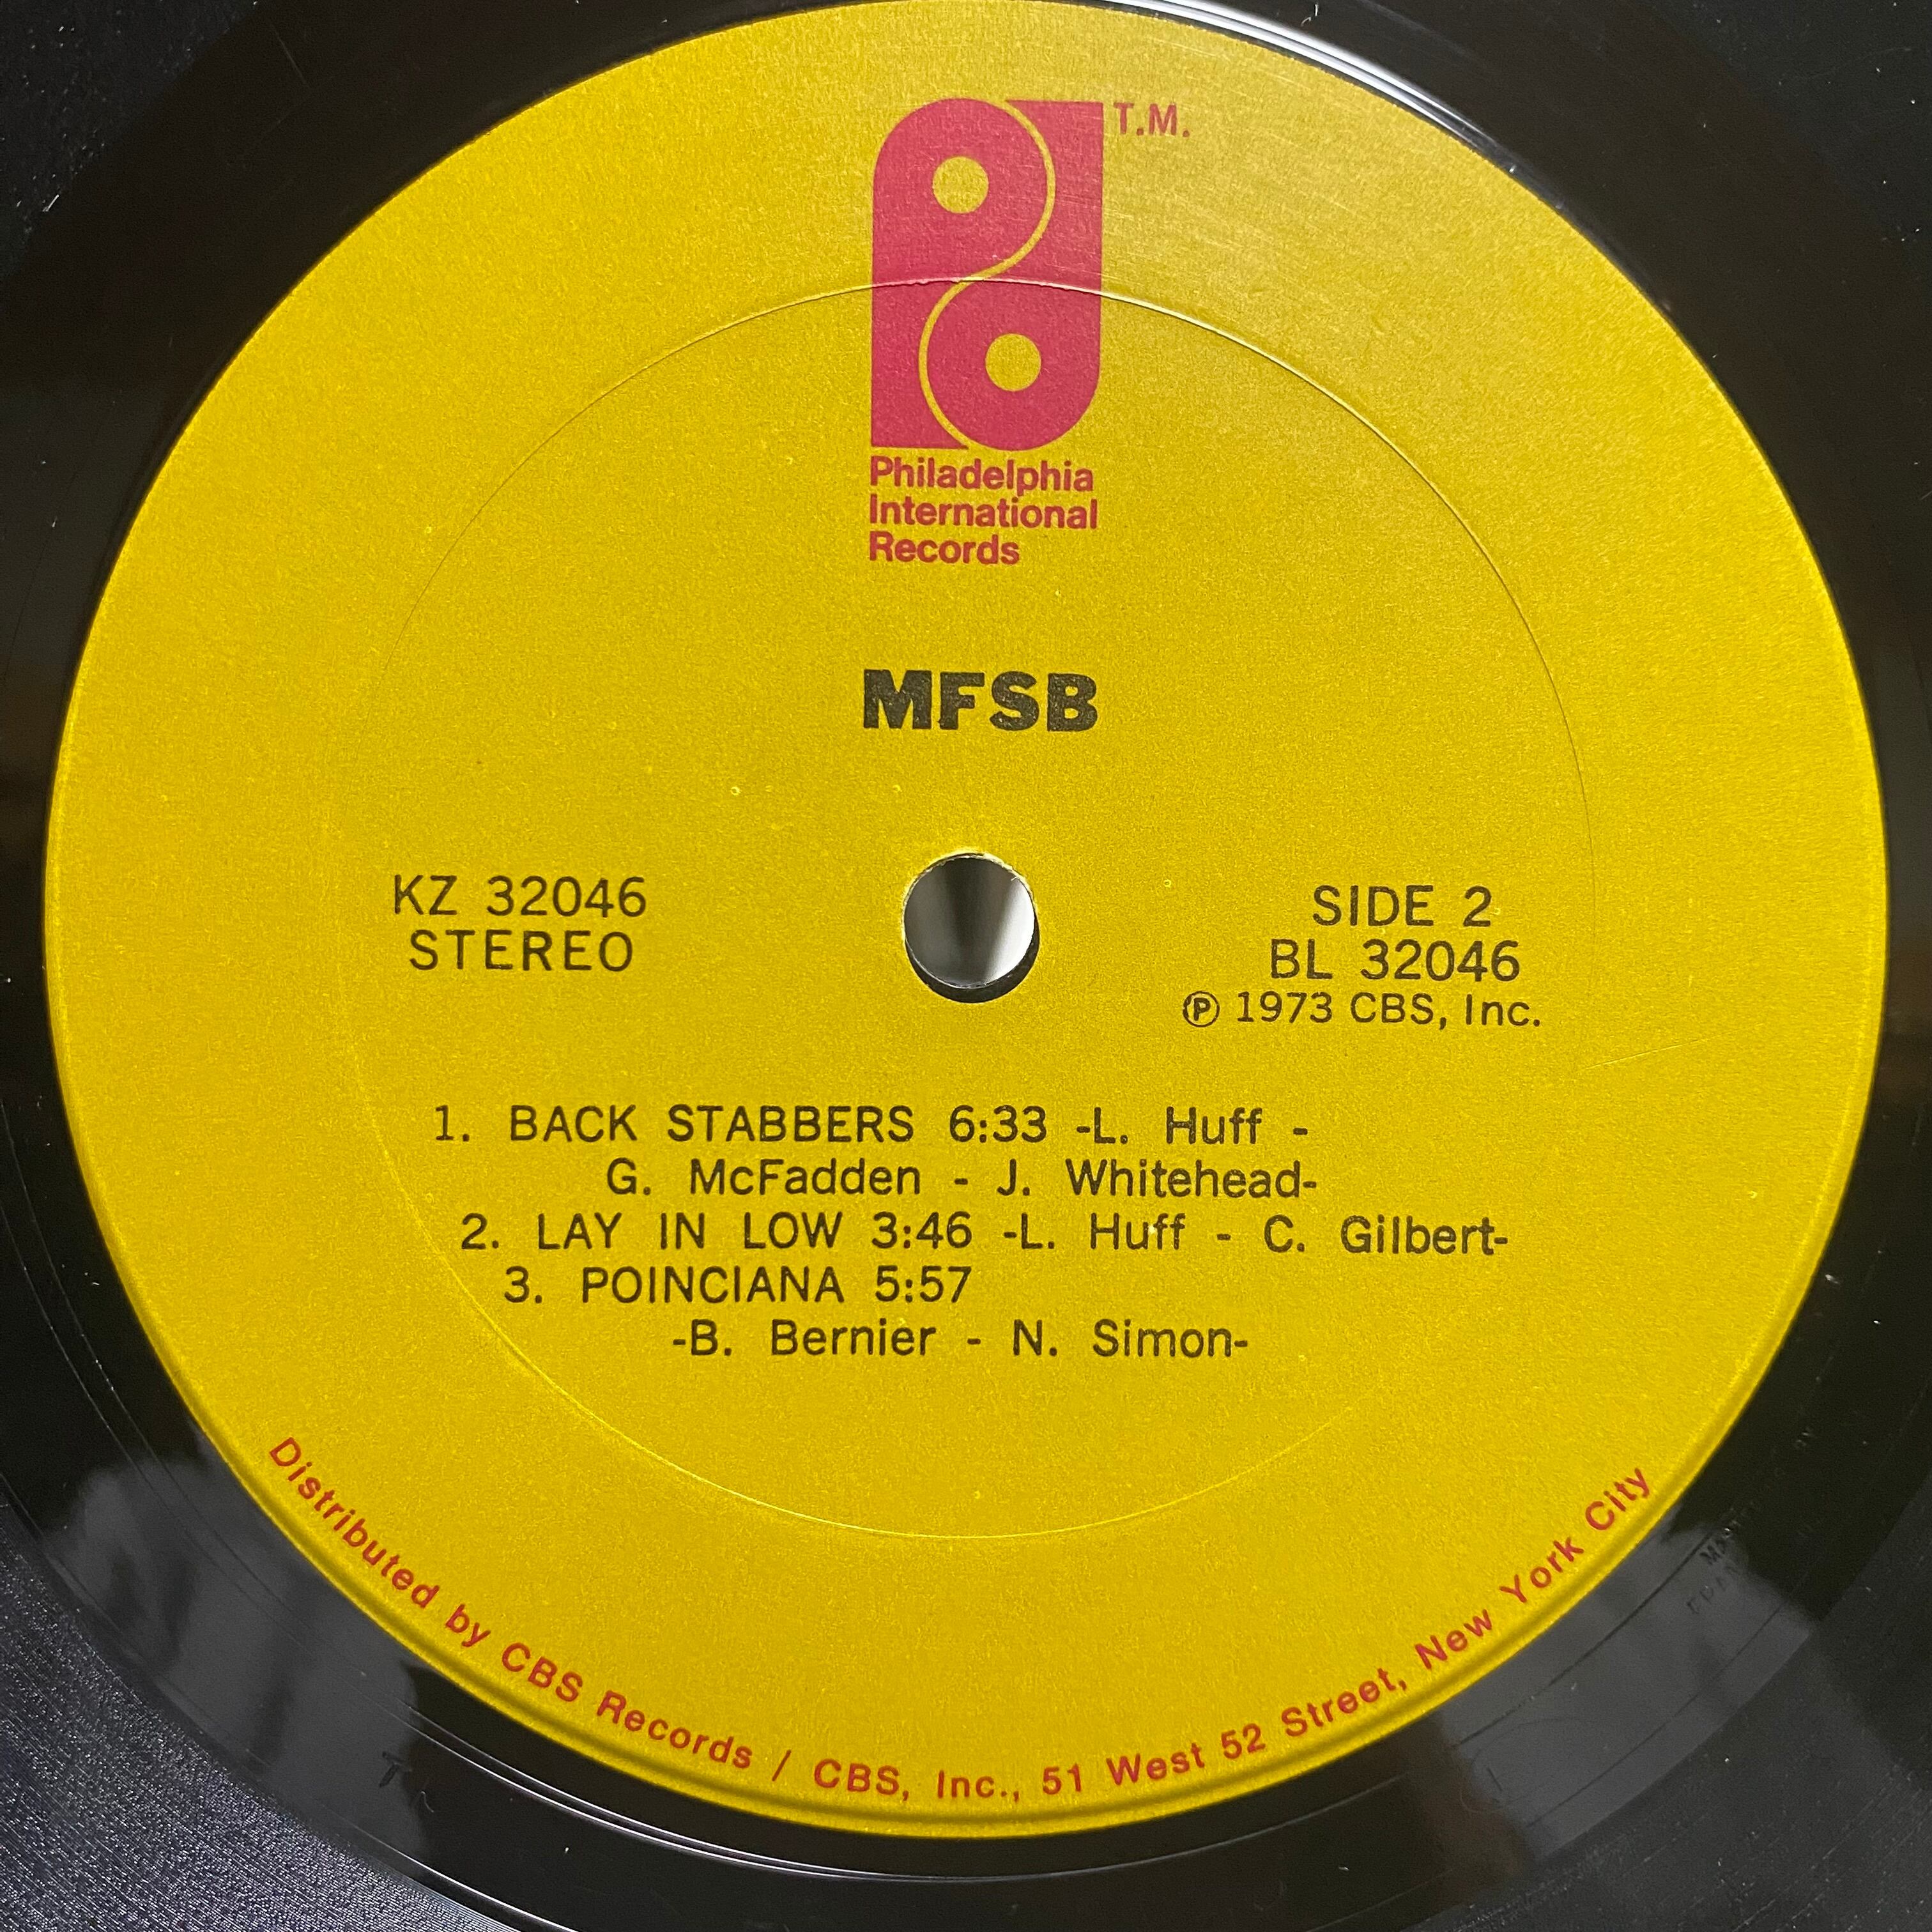 T.M.
Philadelphia
International
Records
MFSB
KZ 32046
STEREO
SIDE 2
BL 32046
Ⓟ 1973 CBS, Inc.
1. BACK STABBERS 6:33 -L. Huff -
G. McFadden - J. Whitehead-
2. LAY IN LOW 3:46 -L. Huff - C. Gilbert-
3. POINCIANA 5:57
-B. Bernier - N. Simon-
Distributed by CBS Records / CBS, Inc., 51 West 52 Street, New York City